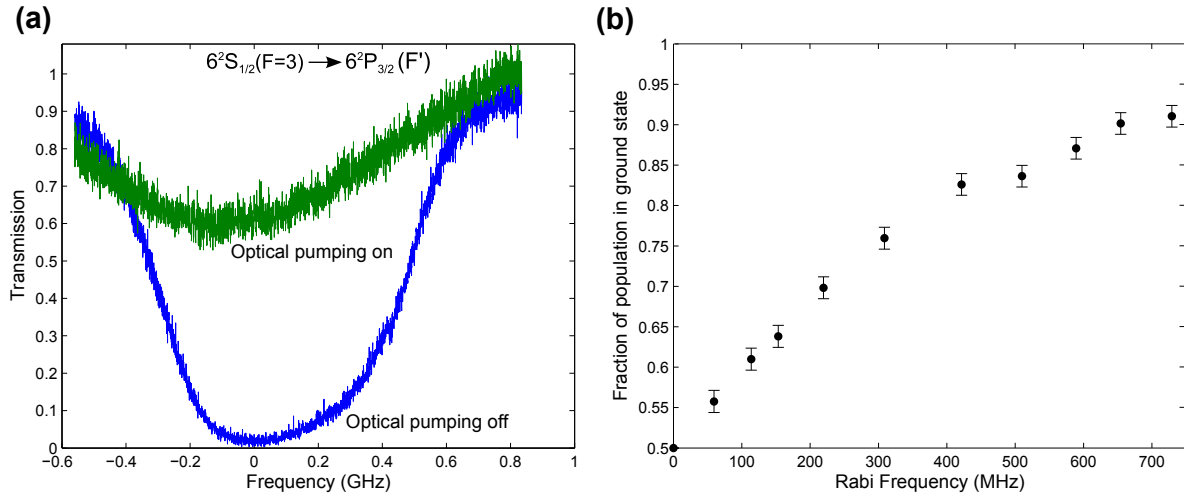 (a)
6²S₁/₂(F=3) → 6²P₃/₂(F')
Optical pumping on
Optical pumping off
Transmission
1
0.9
0.8
0.7
0.6
0.5
0.4
0.3
0.2
0.1
0
−0.6 −0.4 −0.2 0 0.2 0.4 0.6 0.8 1
Frequency (GHz)
(b)
Fraction of population in ground state
1
0.95
0.9
0.85
0.8
0.75
0.7
0.65
0.6
0.55
0.5
0 100 200 300 400 500 600 700
Rabi Frequency (MHz)